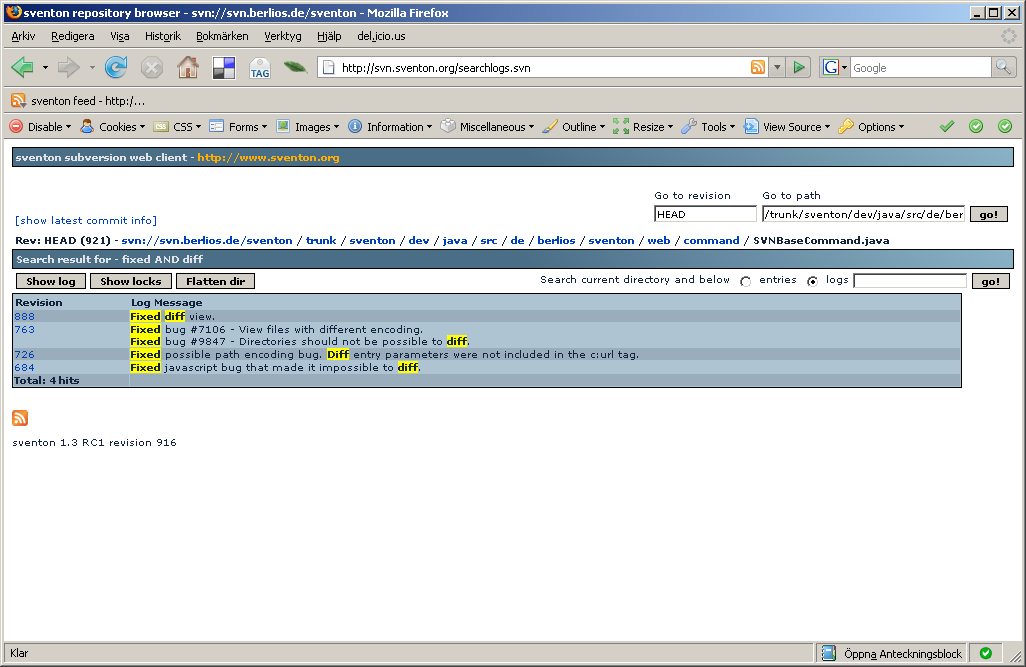 sventon repository browser - svn://svn.berlios.de/sventon - Mozilla Firefox
Arkiv Redigera Visa Historik Bokmärken Verktyg Hjälp del.icio.us
TAG http://svn.sventon.org/searchlogs.svn G Google
sventon feed - http:/...
Disable Cookies CSS Forms Images Information Miscellaneous Outline Resize Tools View Source Options
sventon subversion web client - http://www.sventon.org
Go to revision Go to path
[show latest commit info] HEAD /trunk/sventon/dev/java/src/de/ber go!
Rev: HEAD (921) - svn://svn.berlios.de/sventon / trunk / sventon / dev / java / src / de / berlios / sventon / web / command / SVNBaseCommand.java
Search result for - fixed AND diff
Show log Show locks Flatten dir Search current directory and below entries logs go!
Revision Log Message
888 Fixed diff view.
763 Fixed bug #7106 - View files with different encoding.
Fixed bug #9847 - Directories should not be possible to diff.
726 Fixed possible path encoding bug. Diff entry parameters were not included in the c:url tag.
684 Fixed javascript bug that made it impossible to diff.
Total: 4 hits
sventon 1.3 RC1 revision 916
Klar Öppna Anteckningsblock